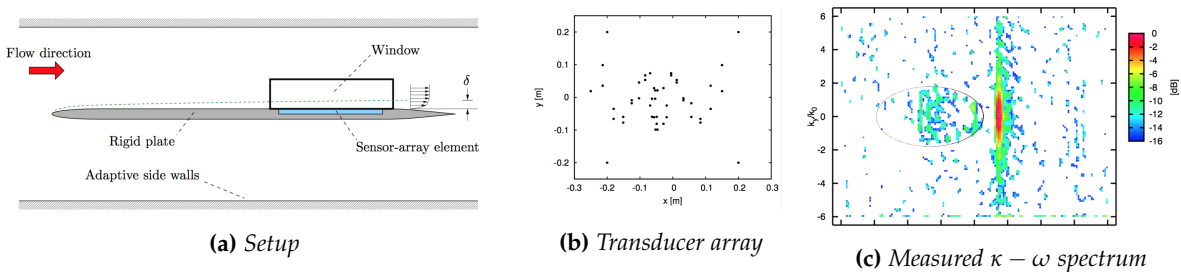 Flow direction
Window
δ
Rigid plate
Sensor-array element
Adaptive side walls
(a) Setup
y [m]
0.2
0.1
0
-0.1
-0.2
-0.3 -0.2 -0.1 0 0.1 0.2 0.3
x [m]
(b) Transducer array
ky/k0
6
4
2
0
-2
-4
-6
0
-2
-4
-6
-8
-10
-12
-14
-16
[dB]
(c) Measured κ − ω spectrum